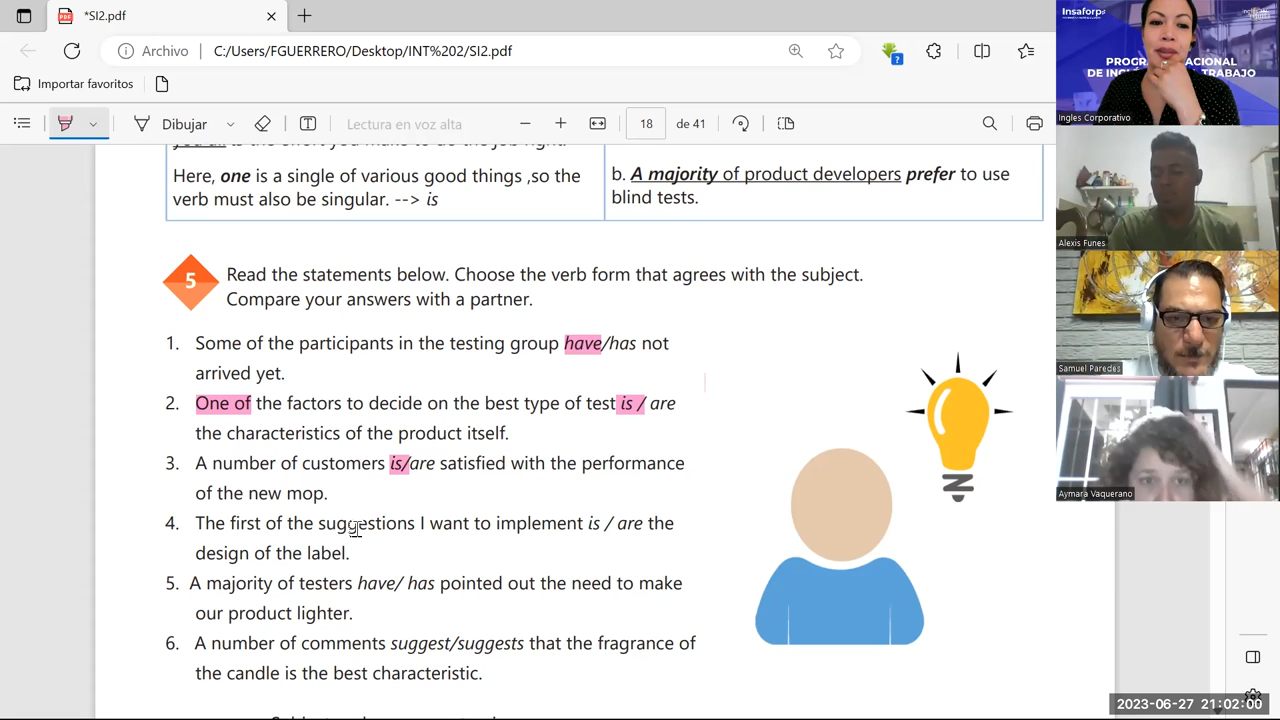 *SI2.pdf
Archivo
C:/Users/FGUERRERO/Desktop/INT%202/SI2.pdf
Importar favoritos
Dibujar
Lectura en voz alta
18
de 41
Here, one is a single of various good things ,so the
verb must also be singular. --> is
b. A majority of product developers prefer to use
blind tests.
5
Read the statements below. Choose the verb form that agrees with the subject.
Compare your answers with a partner.
1. Some of the participants in the testing group have/has not
arrived yet.
2. One of the factors to decide on the best type of test is / are
the characteristics of the product itself.
3. A number of customers is/are satisfied with the performance
of the new mop.
4. The first of the suggestions I want to implement is / are the
design of the label.
5. A majority of testers have/ has pointed out the need to make
our product lighter.
6. A number of comments suggest/suggests that the fragrance of
the candle is the best characteristic.
Insaforp
Ingles Corporativo
Alexis Funes
Samuel Paredes
Aymara Vaquerano
2023-06-27 21:02:00